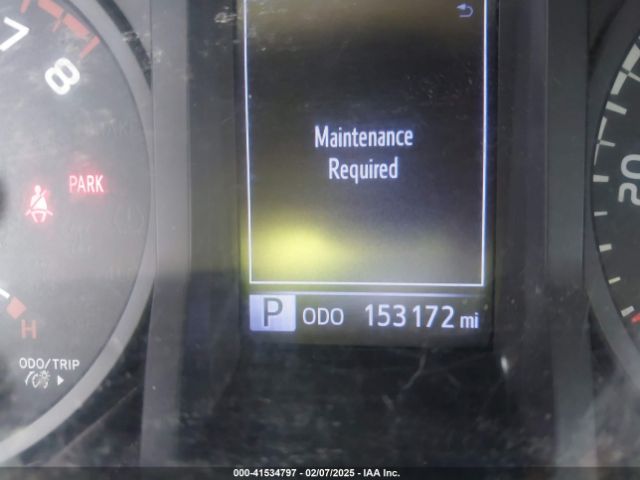 7
8
PARK
H
ODO/TRIP
Maintenance
Required
P ODO 153172 mi
20
000-41534797 - 02/07/2025 - IAA Inc.